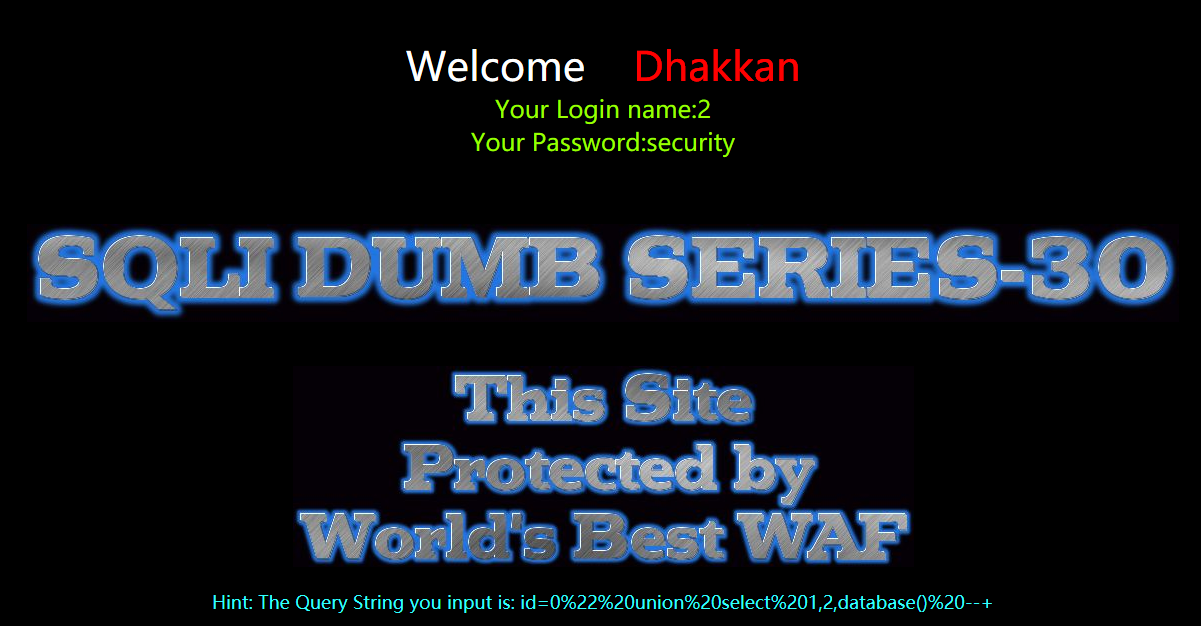 Welcome Dhakkan
Your Login name:2
Your Password:security
SQLI DUMB SERIES-30
This Site
Protected by
World's Best WAF
Hint: The Query String you input is: id=0%22%20union%20select%201,2,database()%20--+